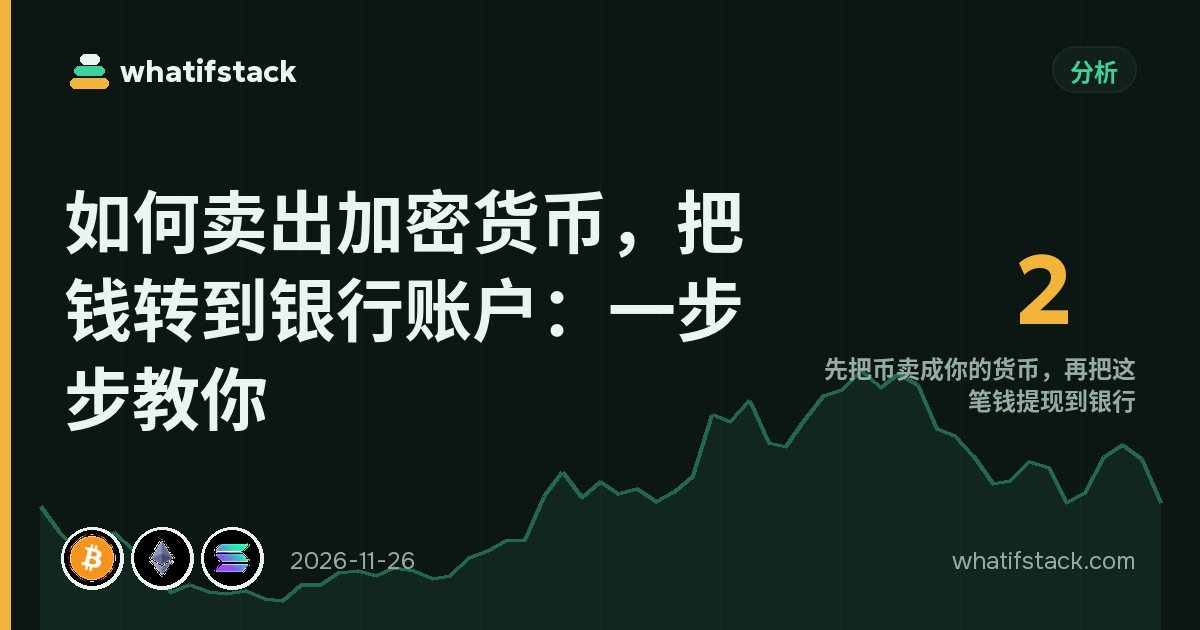 whatifstack
分析
如何卖出加密货币，把
钱转到银行账户：一步
步教你
2
先把币卖成你的货币，再把这
笔钱提现到银行
2026-11-26
whatifstack.com